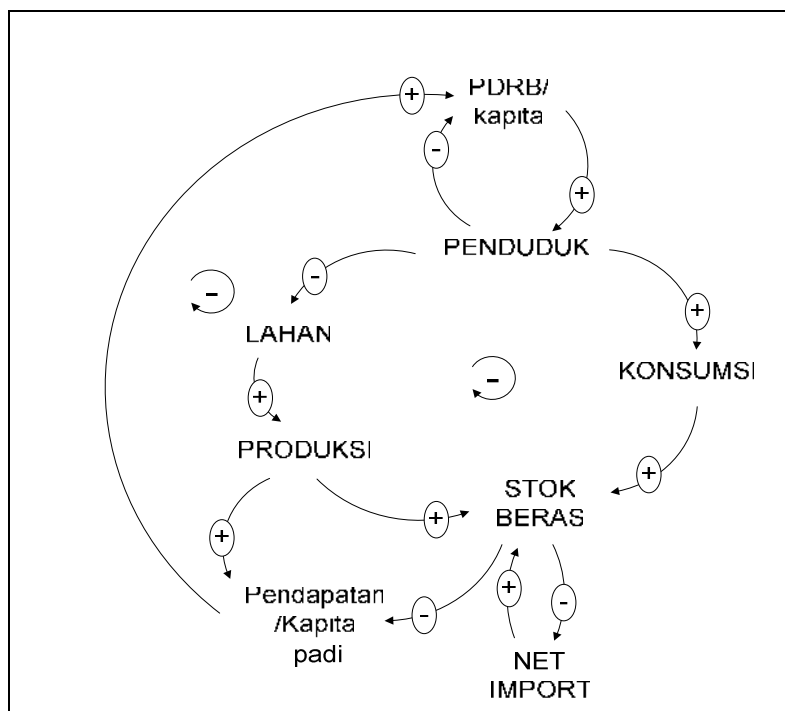 PDRB/
kapita
+
-
+
PENDUDUK
-
+
-
LAHAN
KONSUMSI
-
+
PRODUKSI
+
STOK
BERAS
+
+
Pendapatan
/Kapita
padi
-
+
-
NET
IMPORT